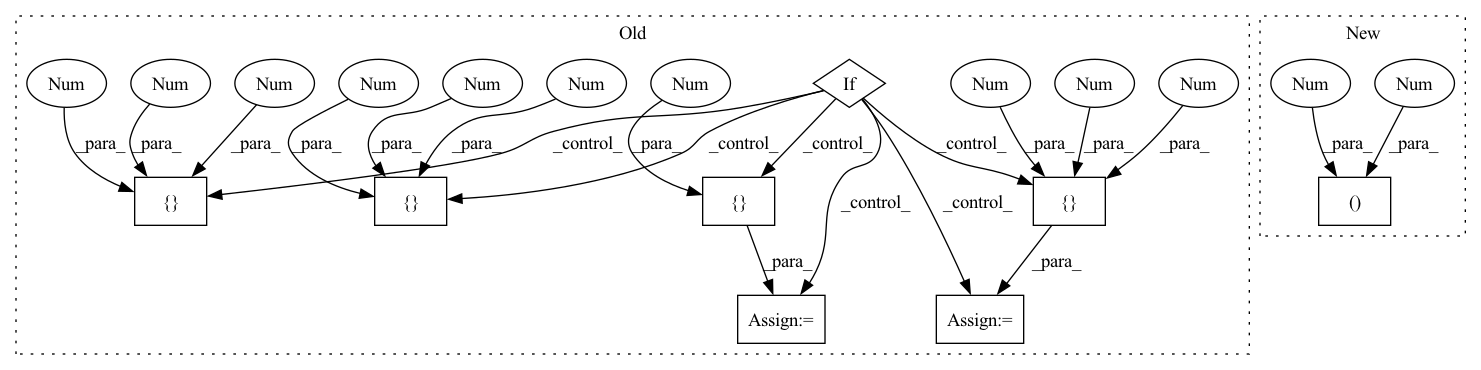 Old
New
Num Num Num Num Num Num Num If Num Num Num Num Num
_para_ _para_ _para_ _para_ _para_ _para_ _control_ _para_ _control_ _control_ _control_ _para_ _para_ _para_ _para_ _para_
{} {} {} {} ()
_control_ _control_
_para_ _para_
Assign:= Assign:=